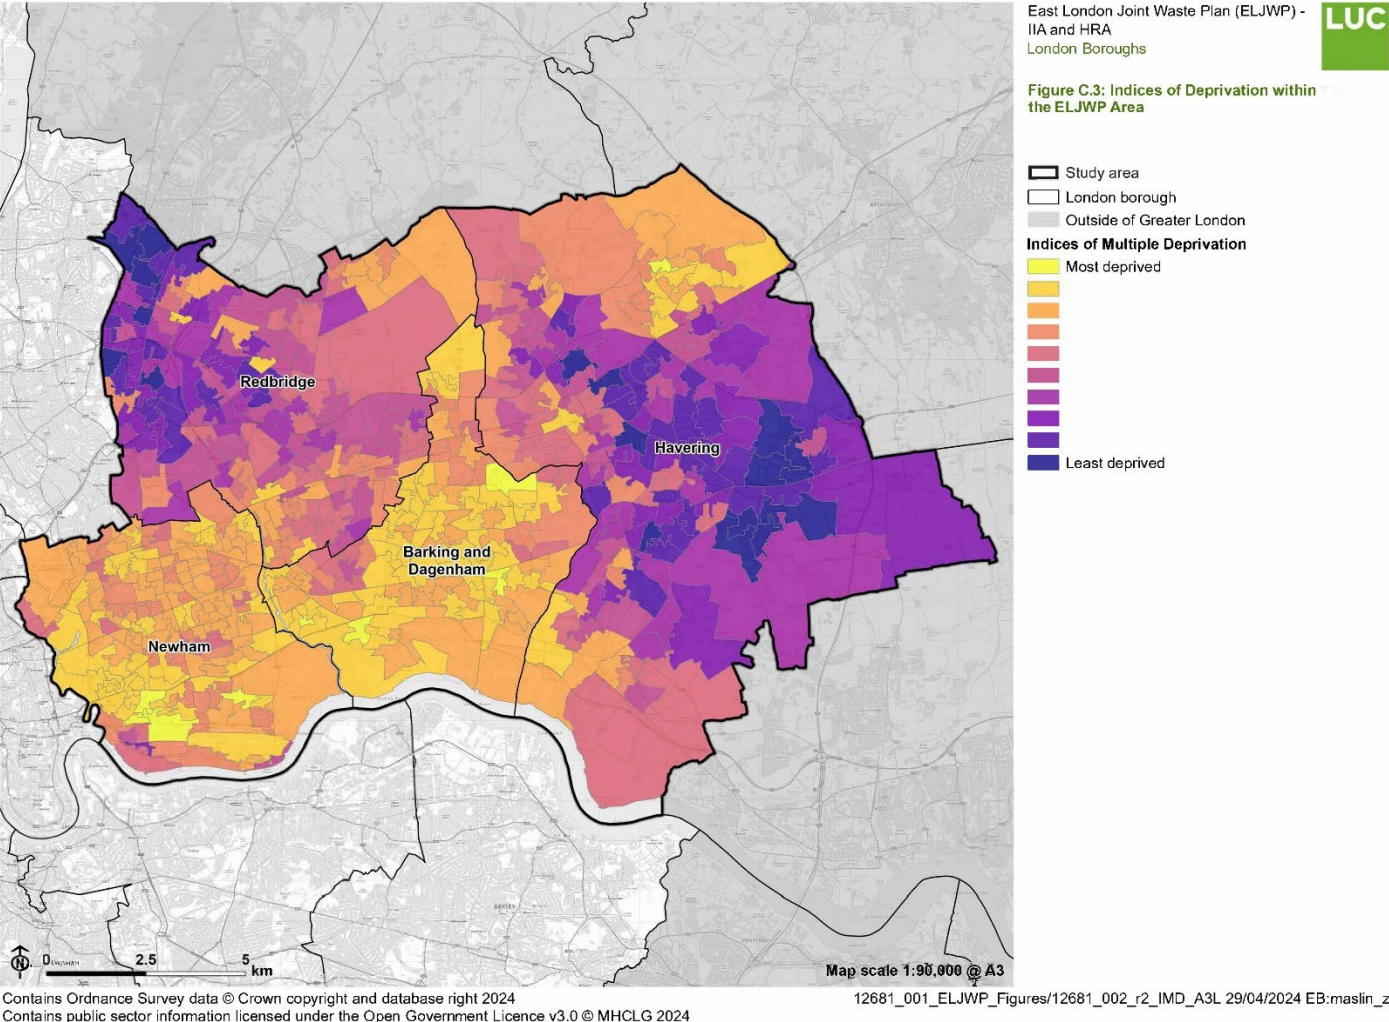 East London Joint Waste Plan (ELJWP) -
IIA and HRA
London Boroughs
LUC
Figure C.3: Indices of Deprivation within
the ELJWP Area
Study area
London borough
Outside of Greater London
Indices of Multiple Deprivation
Most deprived
Least deprived
Redbridge
Havering
Barking and
Dagenham
Newham
BEXLEY
N
0 2.5 5
km
Map scale 1:90,000 @ A3
Contains Ordnance Survey data © Crown copyright and database right 2024
Contains public sector information licensed under the Open Government Licence v3.0 © MHCLG 2024
12681_001_ELJWP_Figures/12681_002_r2_IMD_A3L 29/04/2024 EB:maslin_z